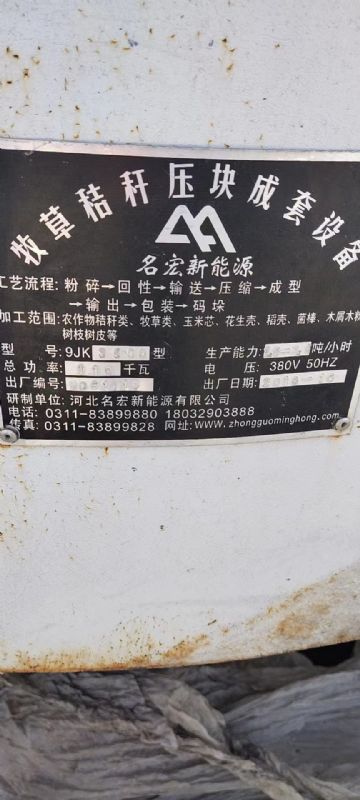 牧草秸秆压块成套设备
名宏新能源
工艺流程: 粉碎→回性→输送→压缩→成型
→输出→包装→码垛
加工范围: 农作物秸秆类、牧草类、玉米芯、花生壳、稻壳、菌棒、木屑木粉
树枝树皮等
型 号: 9JK 3500 型 生产能力: 吨/小时
总 功 率: 千瓦 电 压: 380V 50HZ
出厂编号: 出厂日期:
研制单位: 河北名宏新能源有限公司
电话: 0311-83899880 18032903888
传真: 0311-83899828 网址: Www.zhongguominghong.com